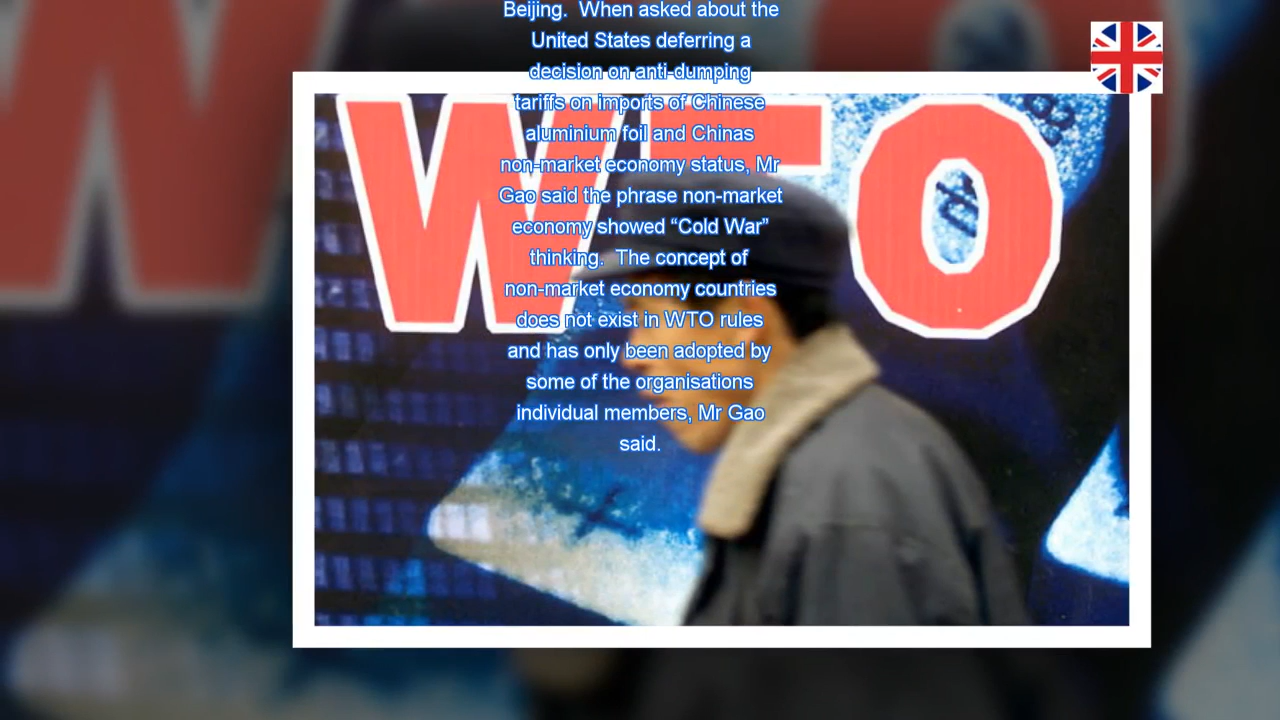 Beijing. When asked about the
United States deferring a
decision on anti-dumping
tariffs on imports of Chinese
aluminium foil and Chinas
non-market economy status, Mr
Gao said the phrase non-market
economy showed “Cold War”
thinking. The concept of
non-market economy countries
does not exist in WTO rules
and has only been adopted by
some of the organisations
individual members, Mr Gao
said.
WTO